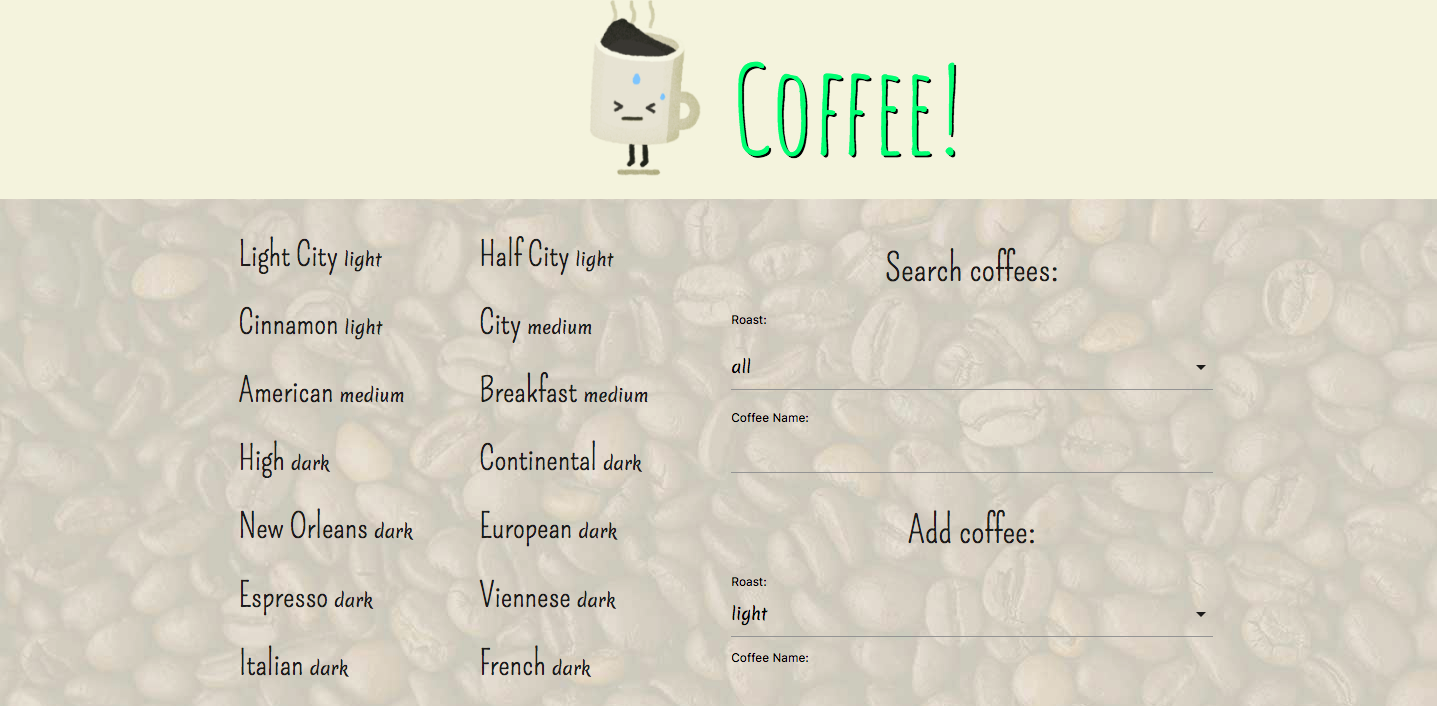 Coffee!
Light City light
Half City light
Cinnamon light
City medium
American medium
Breakfast medium
High dark
Continental dark
New Orleans dark
European dark
Espresso dark
Viennese dark
Italian dark
French dark
Search coffees:
Roast:
all
Coffee Name:
Add coffee:
Roast:
light
Coffee Name: